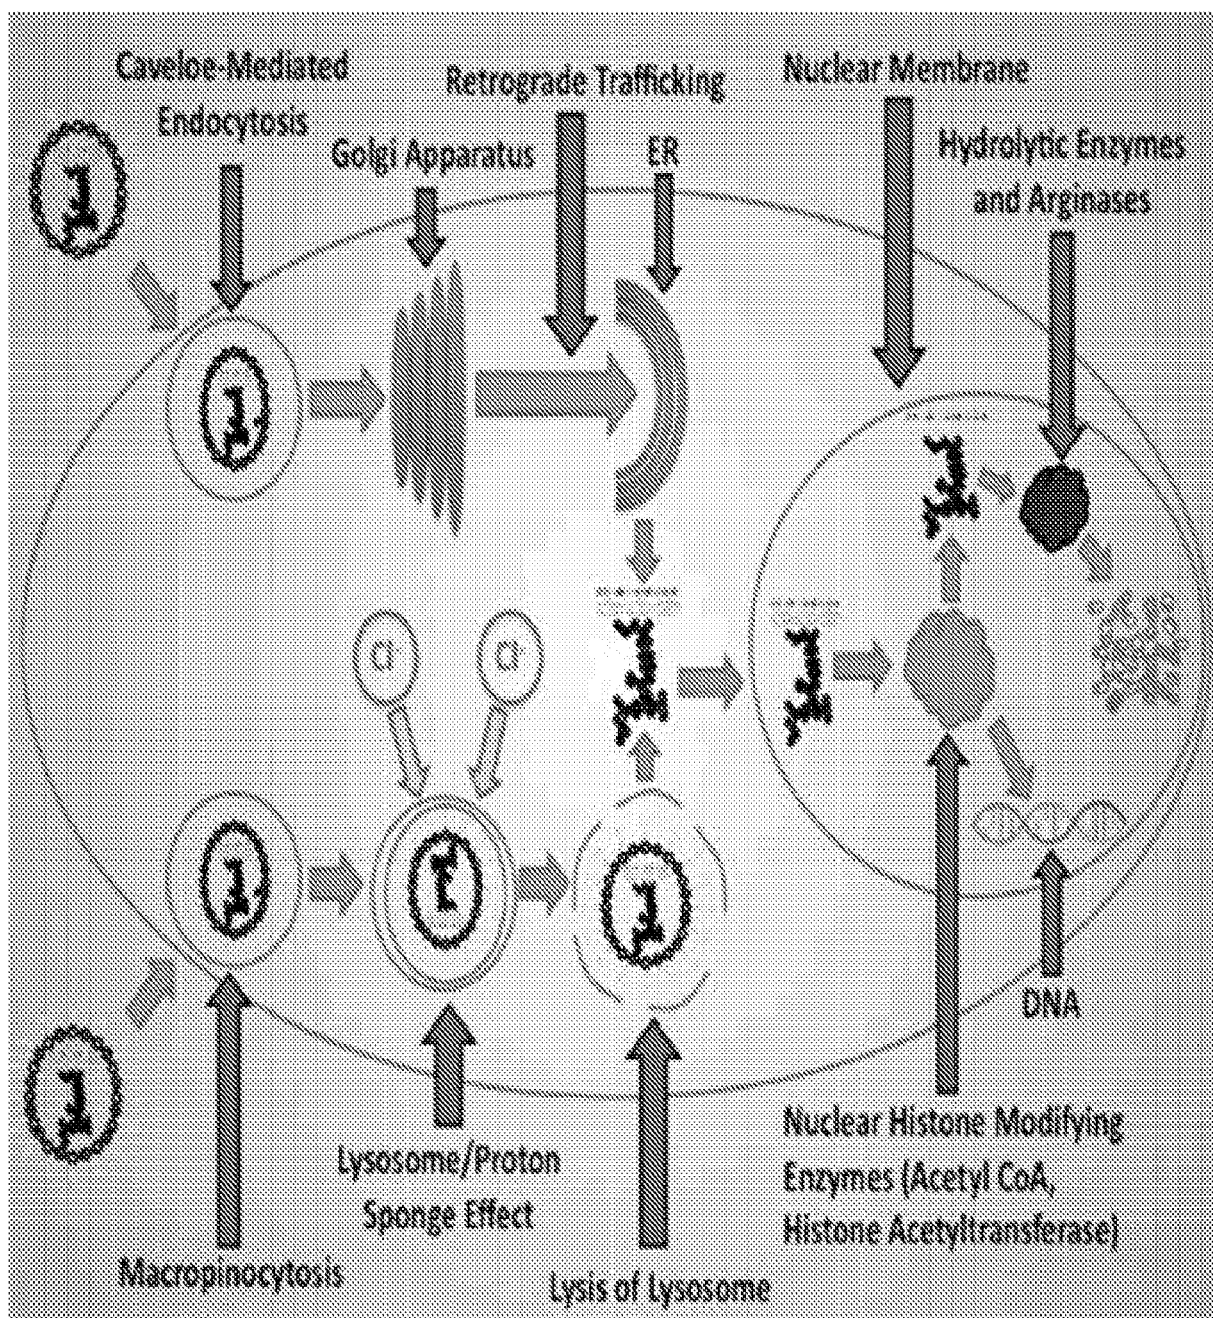 Caveloe-Mediated
Endocytosis
Retrograde Trafficking
Nuclear Membrane
Golgi Apparatus
ER
Hydrolytic Enzymes
and Arginases
Cl-
Cl-
DNA
Nuclear Histone Modifying
Enzymes (Acetyl CoA,
Histone Acetyltransferase)
Lysosome/Proton
Sponge Effect
Macropinocytosis
Lysis of Lysosome